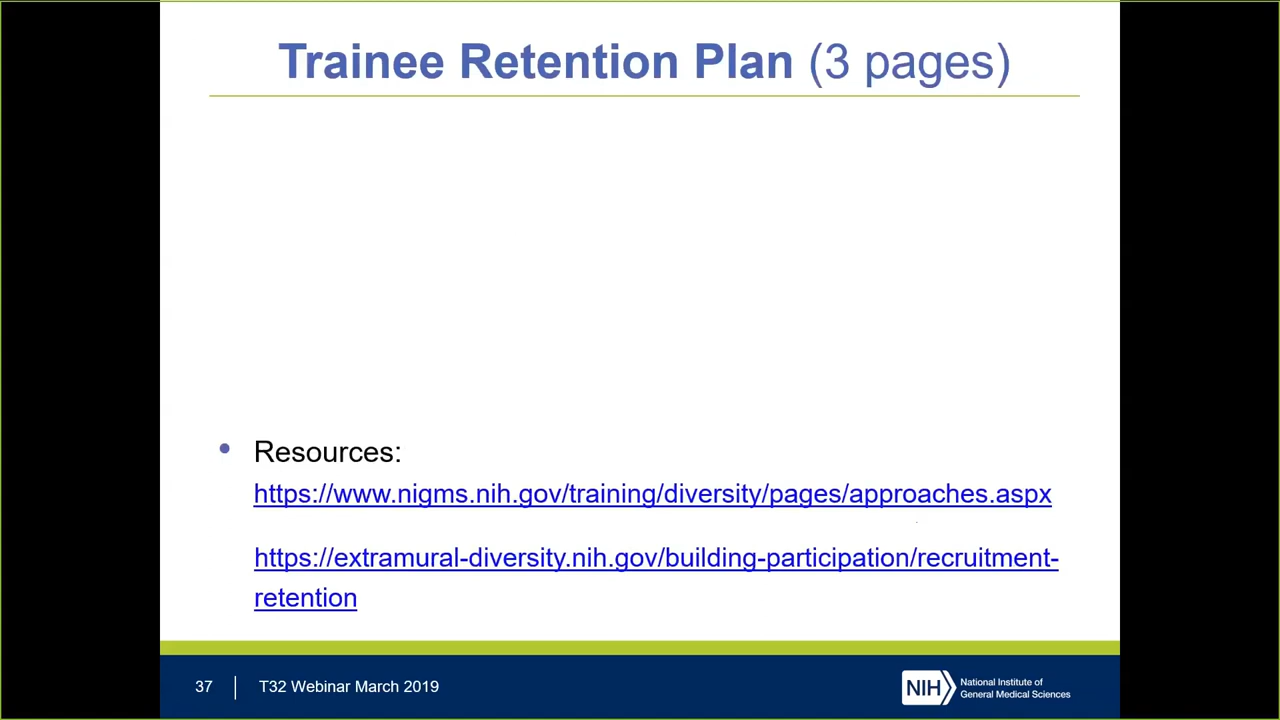 Trainee Retention Plan (3 pages)
• Resources:
https://www.nigms.nih.gov/training/diversity/pages/approaches.aspx
https://extramural-diversity.nih.gov/building-participation/recruitment-
retention
37 T32 Webinar March 2019
NIH National Institute of
General Medical Sciences